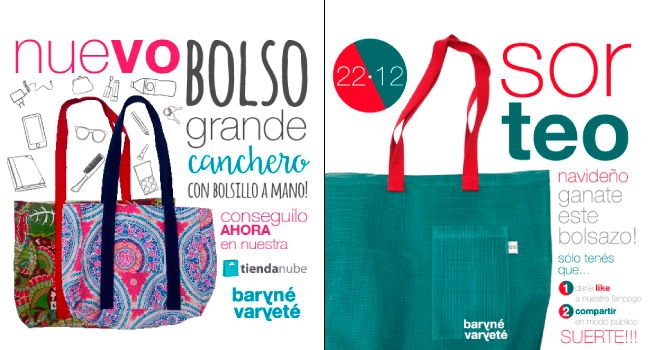 nuevo
BOLSO
grande
canchero
CON BOLSILLO A MANO!
conseguilo
AHORA
en nuestra
tiendanube
baryné
varyeté
22·12
sor
teo
navideño
ganate
este
bolsazo!
sólo tenés
que...
1 darle like
a nuestra fanpage
2 compartir
en modo público
SUERTE!!!
baryné
varyeté